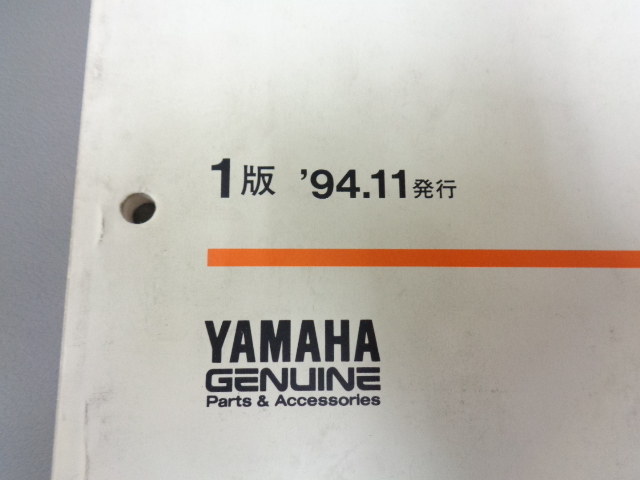 1版 '94.11発行
YAMAHA
GENUINE
Parts & Accessories